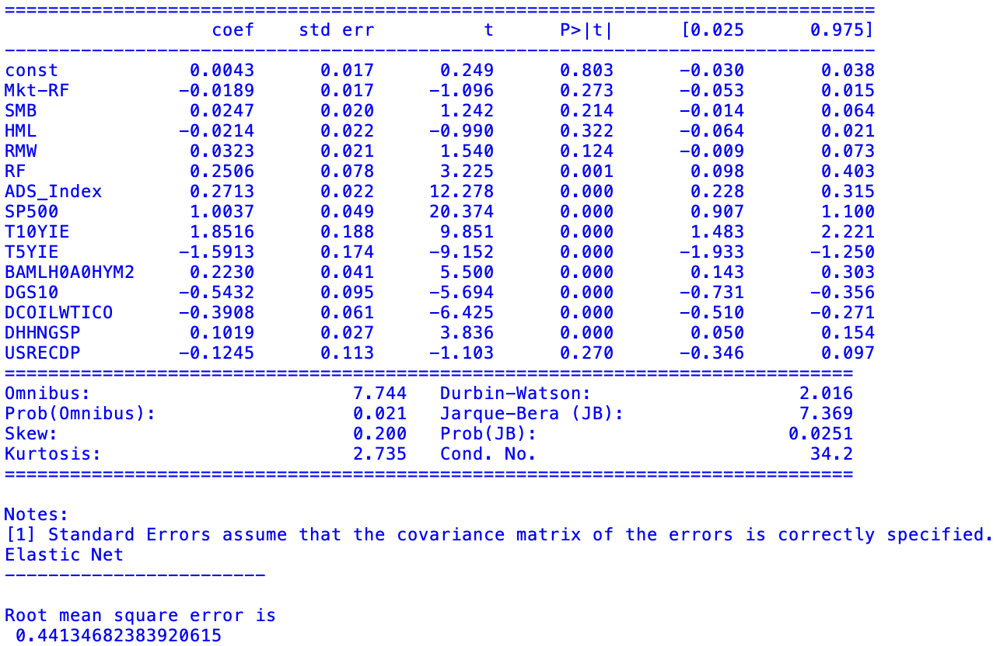 ================================================================================
coef std err t P>|t| [0.025 0.975]
--------------------------------------------------------------------------------
const 0.0043 0.017 0.249 0.803 -0.030 0.038
Mkt-RF -0.0189 0.017 -1.096 0.273 -0.053 0.015
SMB 0.0247 0.020 1.242 0.214 -0.014 0.064
HML -0.0214 0.022 -0.990 0.322 -0.064 0.021
RMW 0.0323 0.021 1.540 0.124 -0.009 0.073
RF 0.2506 0.078 3.225 0.001 0.098 0.403
ADS_Index 0.2713 0.022 12.278 0.000 0.228 0.315
SP500 1.0037 0.049 20.374 0.000 0.907 1.100
T10YIE 1.8516 0.188 9.851 0.000 1.483 2.221
T5YIE -1.5913 0.174 -9.152 0.000 -1.933 -1.250
BAMLH0A0HYM2 0.2230 0.041 5.500 0.000 0.143 0.303
DGS10 -0.5432 0.095 -5.694 0.000 -0.731 -0.356
DCOILWTICO -0.3908 0.061 -6.425 0.000 -0.510 -0.271
DHHNGSP 0.1019 0.027 3.836 0.000 0.050 0.154
USRECDP -0.1245 0.113 -1.103 0.270 -0.346 0.097
==============================================================================
Omnibus: 7.744 Durbin-Watson: 2.016
Prob(Omnibus): 0.021 Jarque-Bera (JB): 7.369
Skew: 0.200 Prob(JB): 0.0251
Kurtosis: 2.735 Cond. No. 34.2
==============================================================================
Notes:
[1] Standard Errors assume that the covariance matrix of the errors is correctly specified.
Elastic Net
------------------------
Root mean square error is
0.44134682383920615